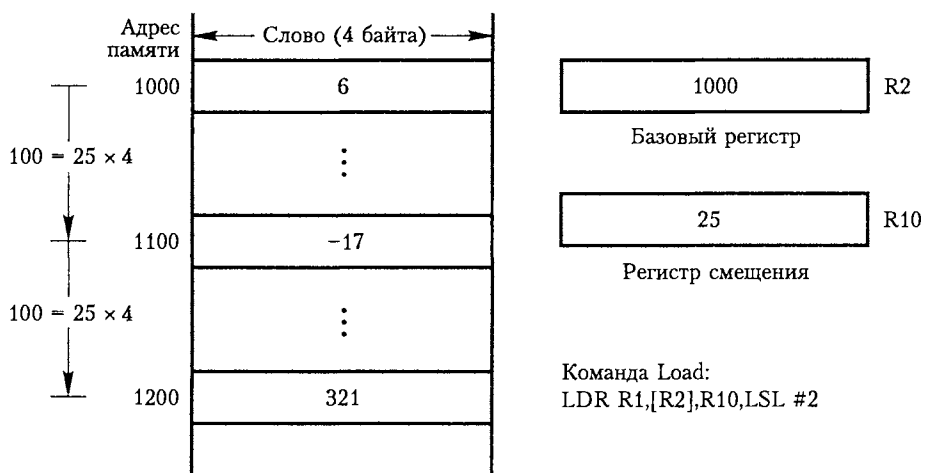 Адрес
памяти
Слово (4 байта)
1000
6
1000
R2
Базовый регистр
100 = 25 × 4
25
R10
1100
−17
Регистр смещения
100 = 25 × 4
Команда Load:
1200
321
LDR R1,[R2],R10,LSL #2